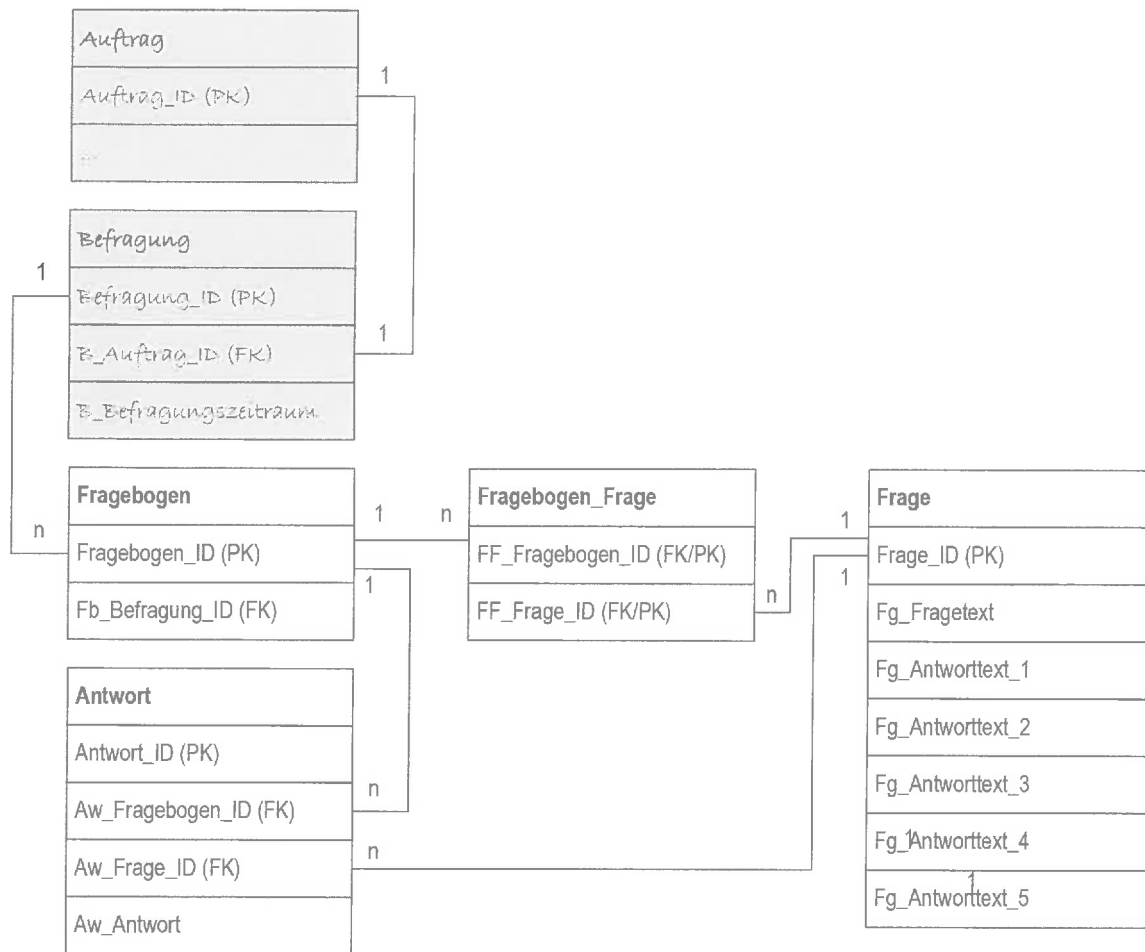 Auftrag
Auftrag_ID (PK)
...
1
Befragung
Befragung_ID (PK)
B_Auftrag_ID (FK)
B_Befragungszeitraum
1
1
Fragebogen
Fragebogen_ID (PK)
Fb_Befragung_ID (FK)
n
1
n
1
Fragebogen_Frage
FF_Fragebogen_ID (FK/PK)
FF_Frage_ID (FK/PK)
n
1
1
Frage
Frage_ID (PK)
Fg_Fragetext
Fg_Antworttext_1
Fg_Antworttext_2
Fg_Antworttext_3
Fg_Antworttext_4
1
Fg_Antworttext_5
1
Antwort
Antwort_ID (PK)
Aw_Fragebogen_ID (FK)
Aw_Frage_ID (FK)
Aw_Antwort
n
n